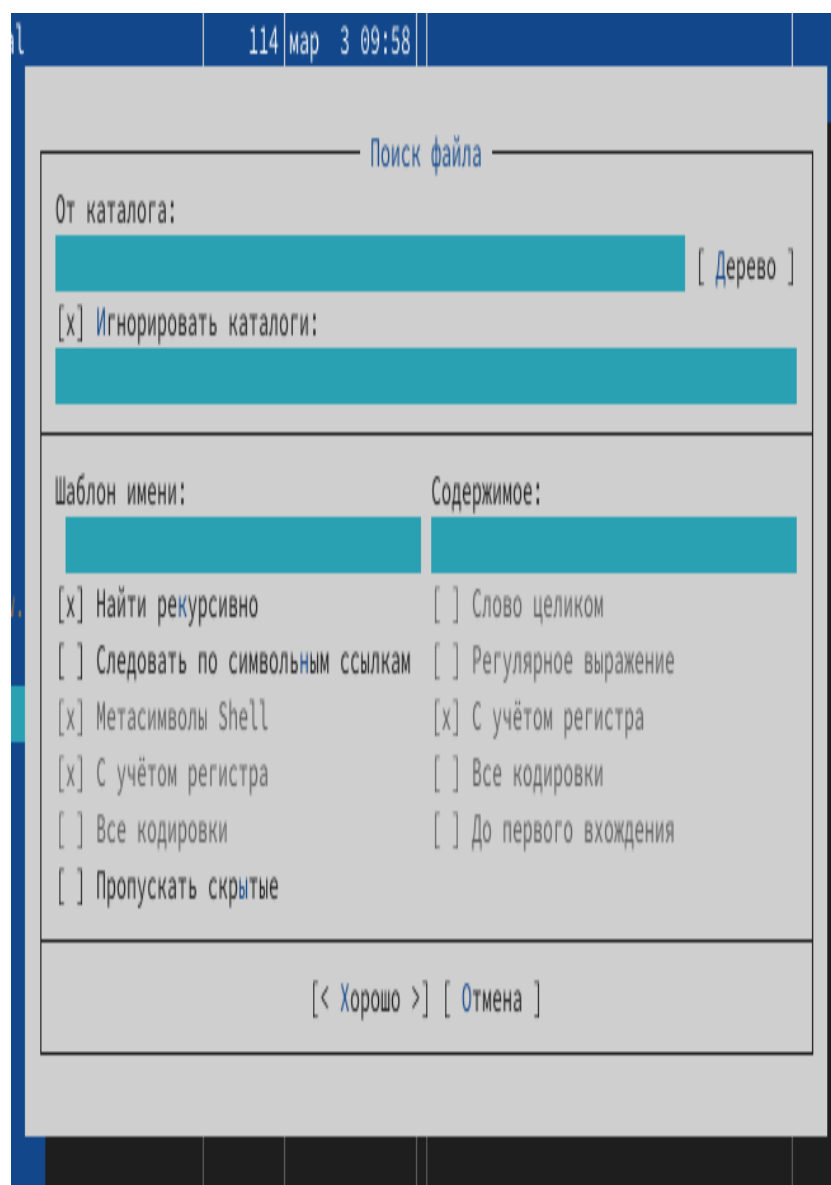 al 114 мар 3 09:58
Поиск файла
От каталога:
[ Дерево ]
[x] Игнорировать каталоги:
Шаблон имени: Содержимое:
[x] Найти рекурсивно [ ] Слово целиком
[ ] Следовать по символьным ссылкам [ ] Регулярное выражение
[x] Метасимволы Shell [x] С учётом регистра
[x] С учётом регистра [ ] Все кодировки
[ ] Все кодировки [ ] До первого вхождения
[ ] Пропускать скрытые
[< Хорошо >] [ Отмена ]